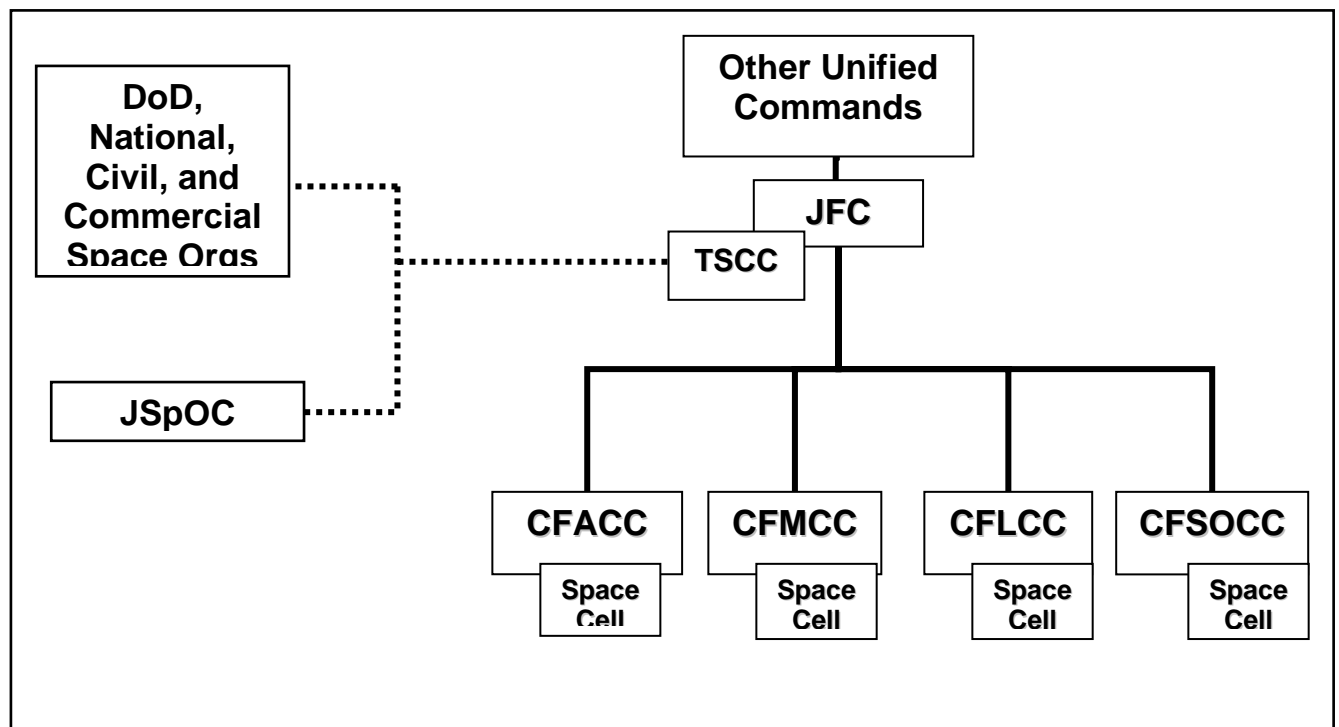 Other Unified
Commands
DoD,
National,
Civil, and
Commercial
Space Orgs
JFC
TSCC
JSpOC
CFACC
CFMCC
CFLCC
CFSOCC
Space
Cell
Space
Cell
Space
Cell
Space
Cell